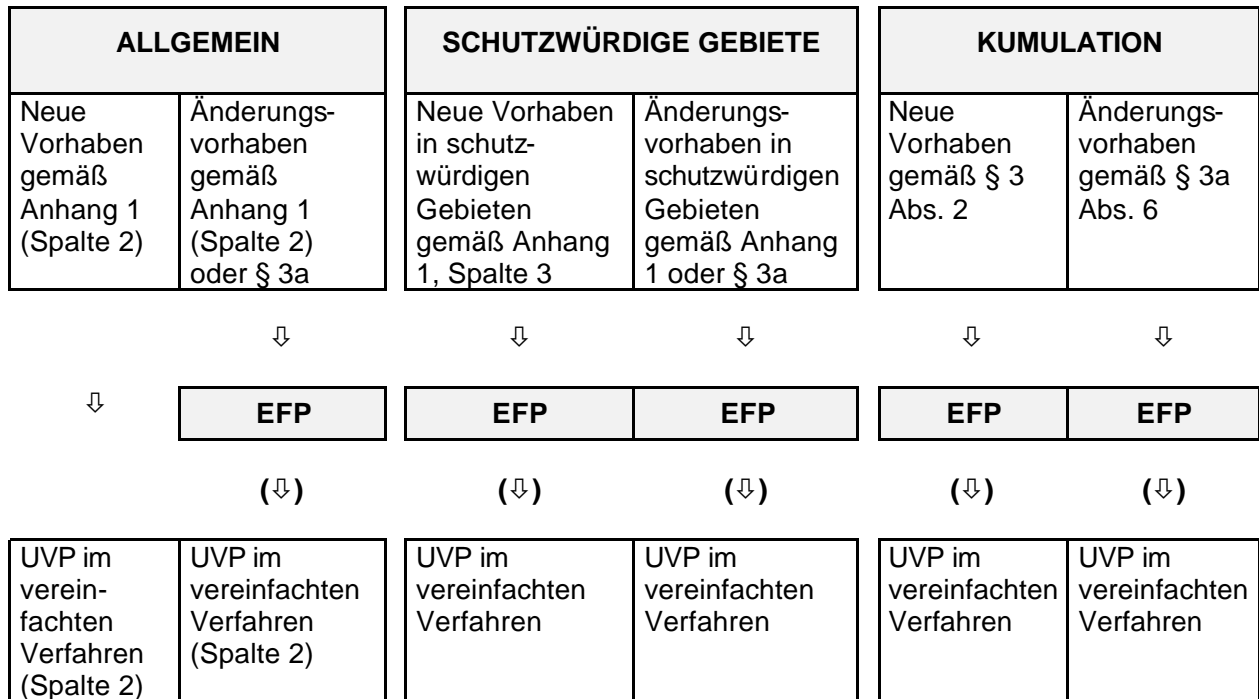 ALLGEMEIN
SCHUTZWÜRDIGE GEBIETE
KUMULATION
Neue
Vorhaben
gemäß
Anhang 1
(Spalte 2)
Änderungs-
vorhaben
gemäß
Anhang 1
(Spalte 2)
oder § 3a
Neue Vorhaben
in schutz-
würdigen
Gebieten
gemäß Anhang
1, Spalte 3
Änderungs-
vorhaben in
schutzwürdigen
Gebieten
gemäß Anhang
1 oder § 3a
Neue
Vorhaben
gemäß § 3
Abs. 2
Änderungs-
vorhaben
gemäß § 3a
Abs. 6
⇩ ⇩ ⇩ ⇩ ⇩
⇩
EFP
EFP
EFP
EFP
EFP
(⇩) (⇩) (⇩) (⇩) (⇩)
UVP im
verein-
fachten
Verfahren
(Spalte 2)
UVP im
vereinfachten
Verfahren
(Spalte 2)
UVP im
vereinfachten
Verfahren
UVP im
vereinfachten
Verfahren
UVP im
vereinfachten
Verfahren
UVP im
vereinfachten
Verfahren